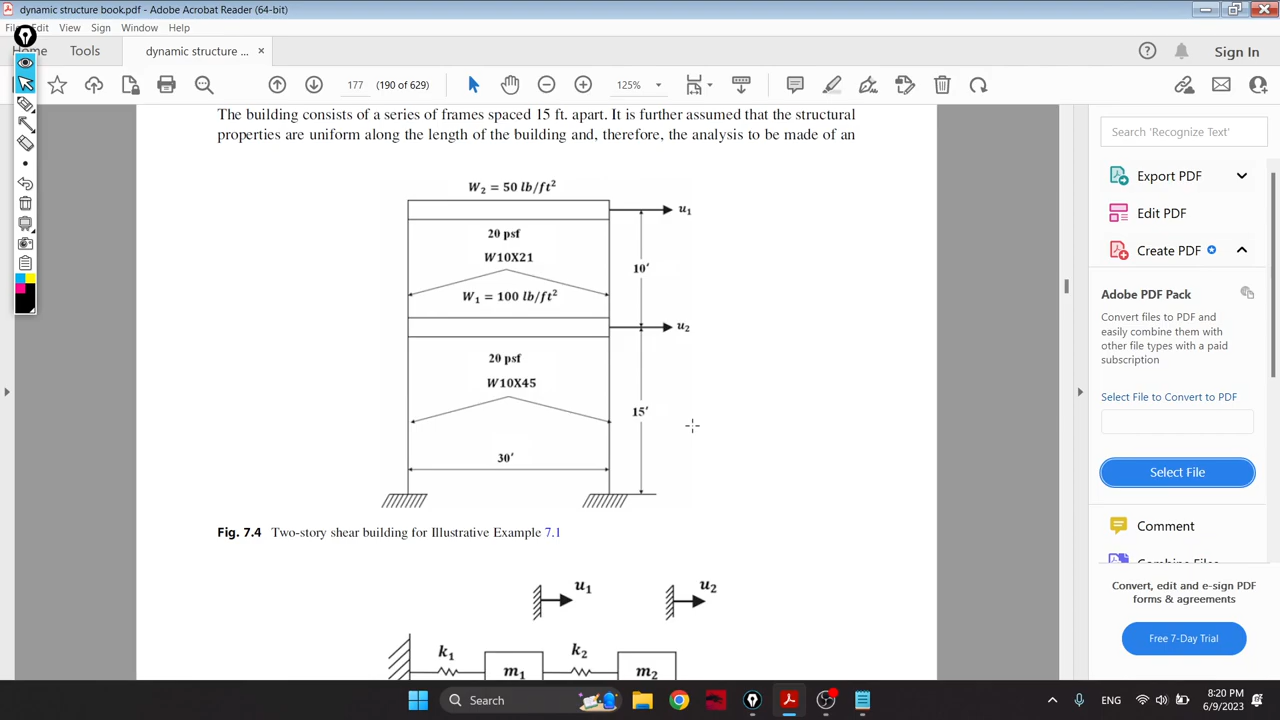 dynamic structure book.pdf - Adobe Acrobat Reader (64-bit)
Edit View Sign Window Help
Home Tools dynamic structure ... × Sign In
177 (190 of 629) 125%
The building consists of a series of frames spaced 15 ft. apart. It is further assumed that the structural
properties are uniform along the length of the building and, therefore, the analysis to be made of an
W₂ = 50 lb/ft²
u₁
20 psf
W10X21
10'
W₁ = 100 lb/ft²
u₂
20 psf
W10X45
15'
30'
Fig. 7.4 Two-story shear building for Illustrative Example 7.1
u₁ u₂
k₁ k₂
m₁ m₂
Search 'Recognize Text'
Export PDF
Edit PDF
Create PDF
Adobe PDF Pack
Convert files to PDF and
easily combine them with
other file types with a paid
subscription
Select File to Convert to PDF
Select File
Comment
Combine Files
Convert, edit and e-sign PDF
forms & agreements
Free 7-Day Trial
Search
ENG
8:20 PM
6/9/2023